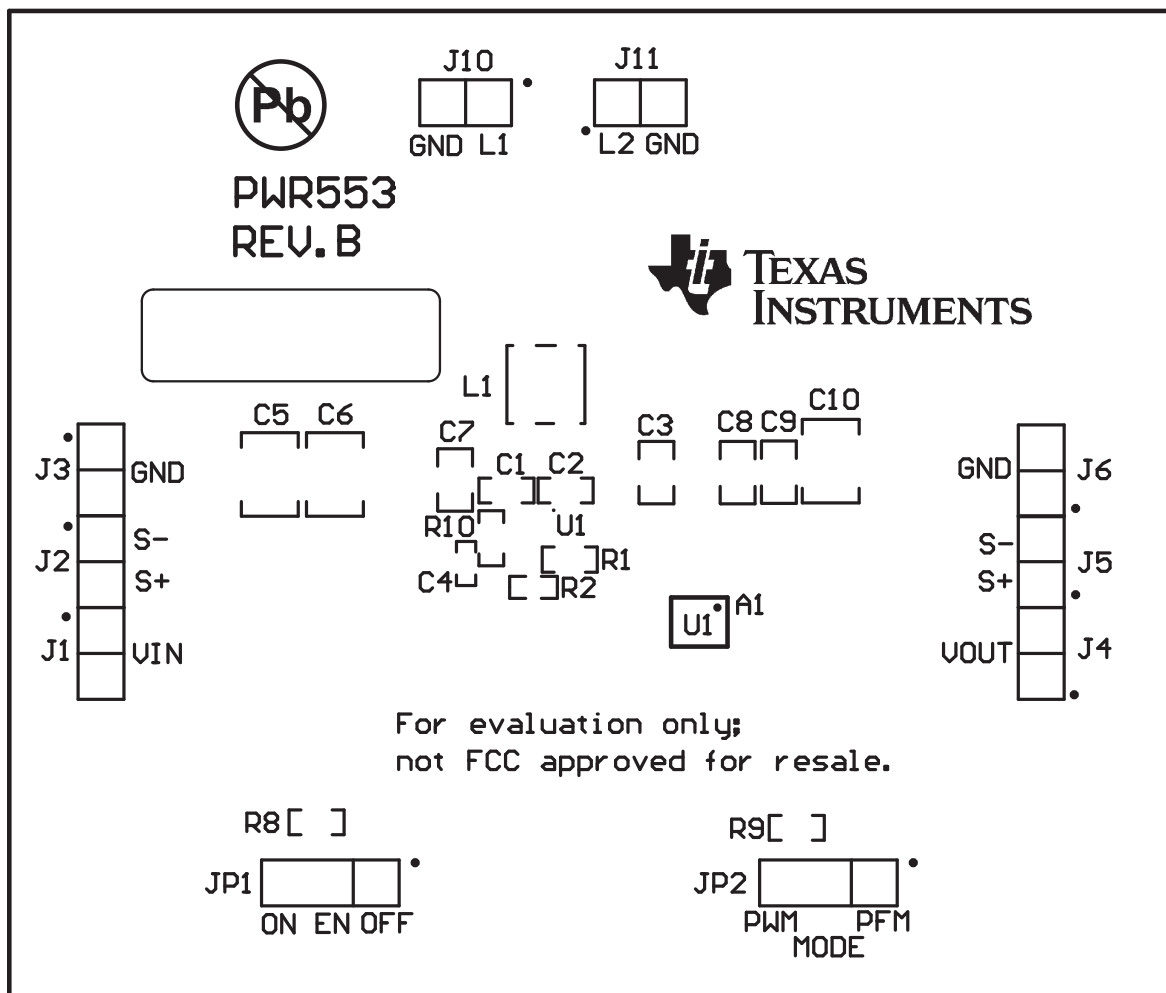 J10 J11
Pb
GND L1 L2 GND
PWR553
REV.B
TEXAS
INSTRUMENTS
L1
C5 C6 C7 C1 C2 C3 C8 C9 C10
J3 GND GND J6
R10 U1
J2 S- S- J5
S+ S+
C4 R2 R1
U1 A1
J1 VIN VOUT J4
For evaluation only;
not FCC approved for resale.
R8 R9
JP1 JP2
ON EN OFF PWM PFM
MODE